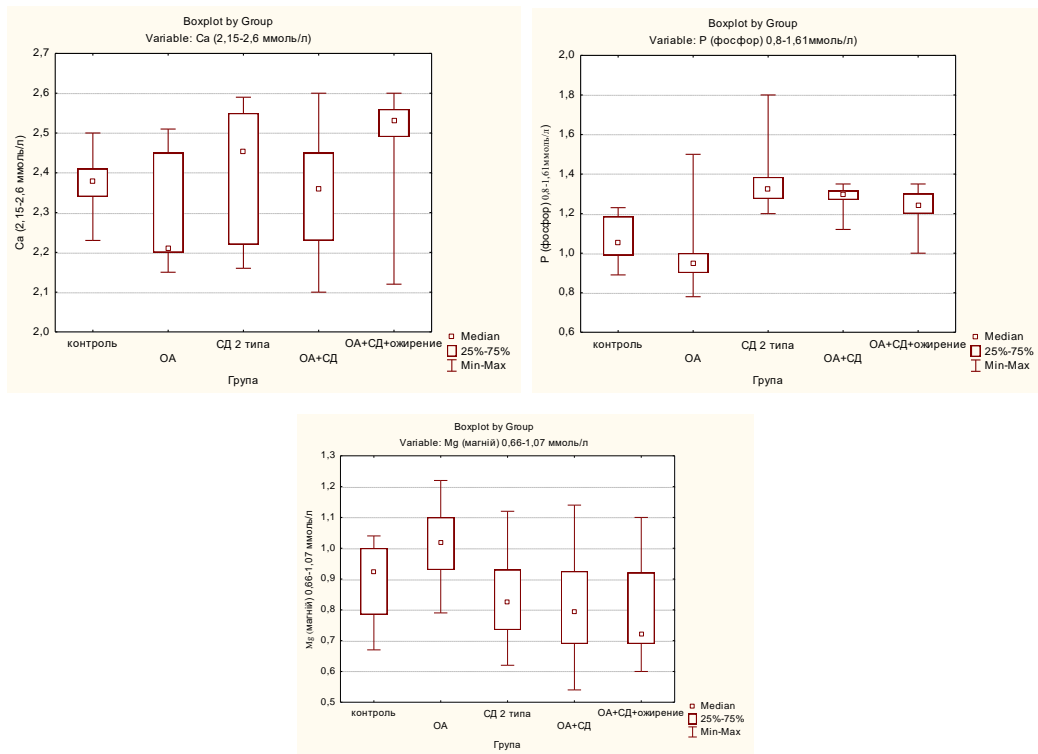 Boxplot by Group
Variable: Ca (2,15-2,6 ммоль/л)
2,7
2,6
2,5
2,4
2,3
2,2
2,1
2,0
Ca (2,15-2,6 ммоль/л)
контроль
ОА
СД 2 типа
ОА+СД
ОА+СД+ожирение
Група
Median
25%-75%
Min-Max
Boxplot by Group
Variable: P (фосфор) 0,8-1,61ммоль/л)
2,0
1,8
1,6
1,4
1,2
1,0
0,8
0,6
P (фосфор) 0,8-1,61ммоль/л)
контроль
ОА
СД 2 типа
ОА+СД
ОА+СД+ожирение
Група
Median
25%-75%
Min-Max
Boxplot by Group
Variable: Mg (магній) 0,66-1,07 ммоль/л
1,3
1,2
1,1
1,0
0,9
0,8
0,7
0,6
0,5
Mg (магній) 0,66-1,07 ммоль/л
контроль
ОА
СД 2 типа
ОА+СД
ОА+СД+ожирение
Група
Median
25%-75%
Min-Max